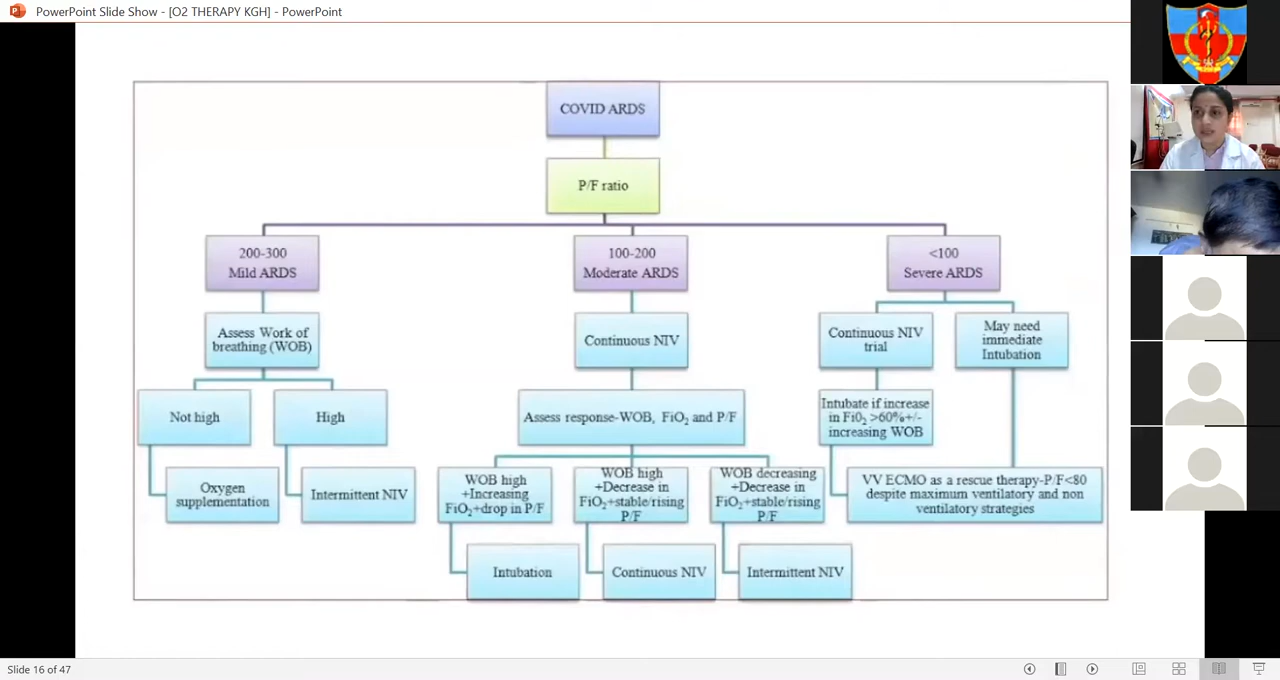 PowerPoint Slide Show - [O2 THERAPY KGH] - PowerPoint
COVID ARDS
P/F ratio
200-300
Mild ARDS
100-200
Moderate ARDS
<100
Severe ARDS
Assess Work of
breathing (WOB)
Continuous NIV
Continuous NIV
trial
May need
immediate
Intubation
Not high
High
Assess response-WOB, FiO₂ and P/F
Intubate if increase
in Fi0₂ >60%+/-
increasing WOB
Oxygen
supplementation
Intermittent NIV
WOB high
+Increasing
FiO₂+drop in P/F
WOB high
+Decrease in
FiO₂+stable/rising
P/F
WOB decreasing
+Decrease in
FiO₂+stable/rising
P/F
VV ECMO as a rescue therapy-P/F<80
despite maximum ventilatory and non
ventilatory strategies
Intubation
Continuous NIV
Intermittent NIV
Slide 16 of 47